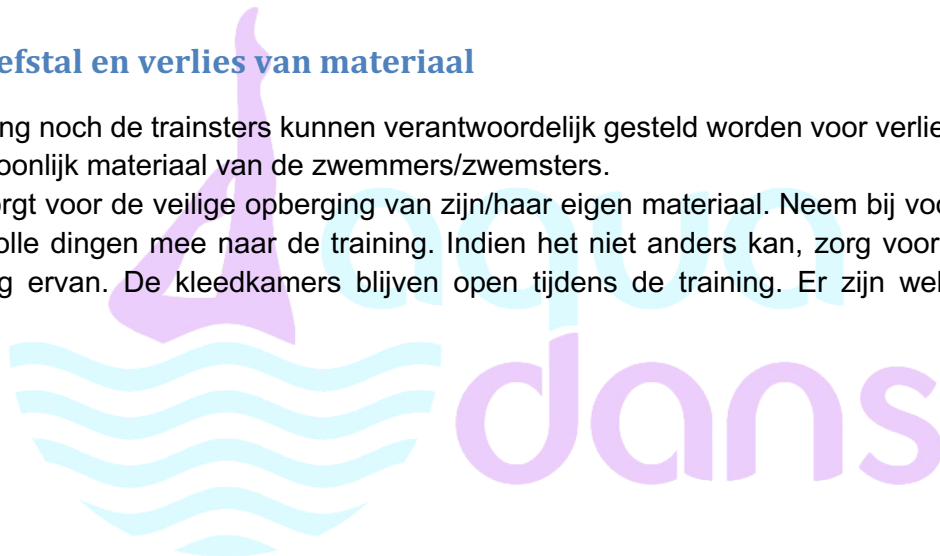 efstal en verlies van materiaal
ng noch de trainsters kunnen verantwoordelijk gesteld worden voor verlie
oonlijk materiaal van de zwemmers/zwemsters.
rgt voor de veilige opberging van zijn/haar eigen materiaal. Neem bij voo
olle dingen mee naar de training. Indien het niet anders kan, zorg voor
g ervan. De kleedkamers blijven open tijdens de training. Er zijn wel
aqua
dans